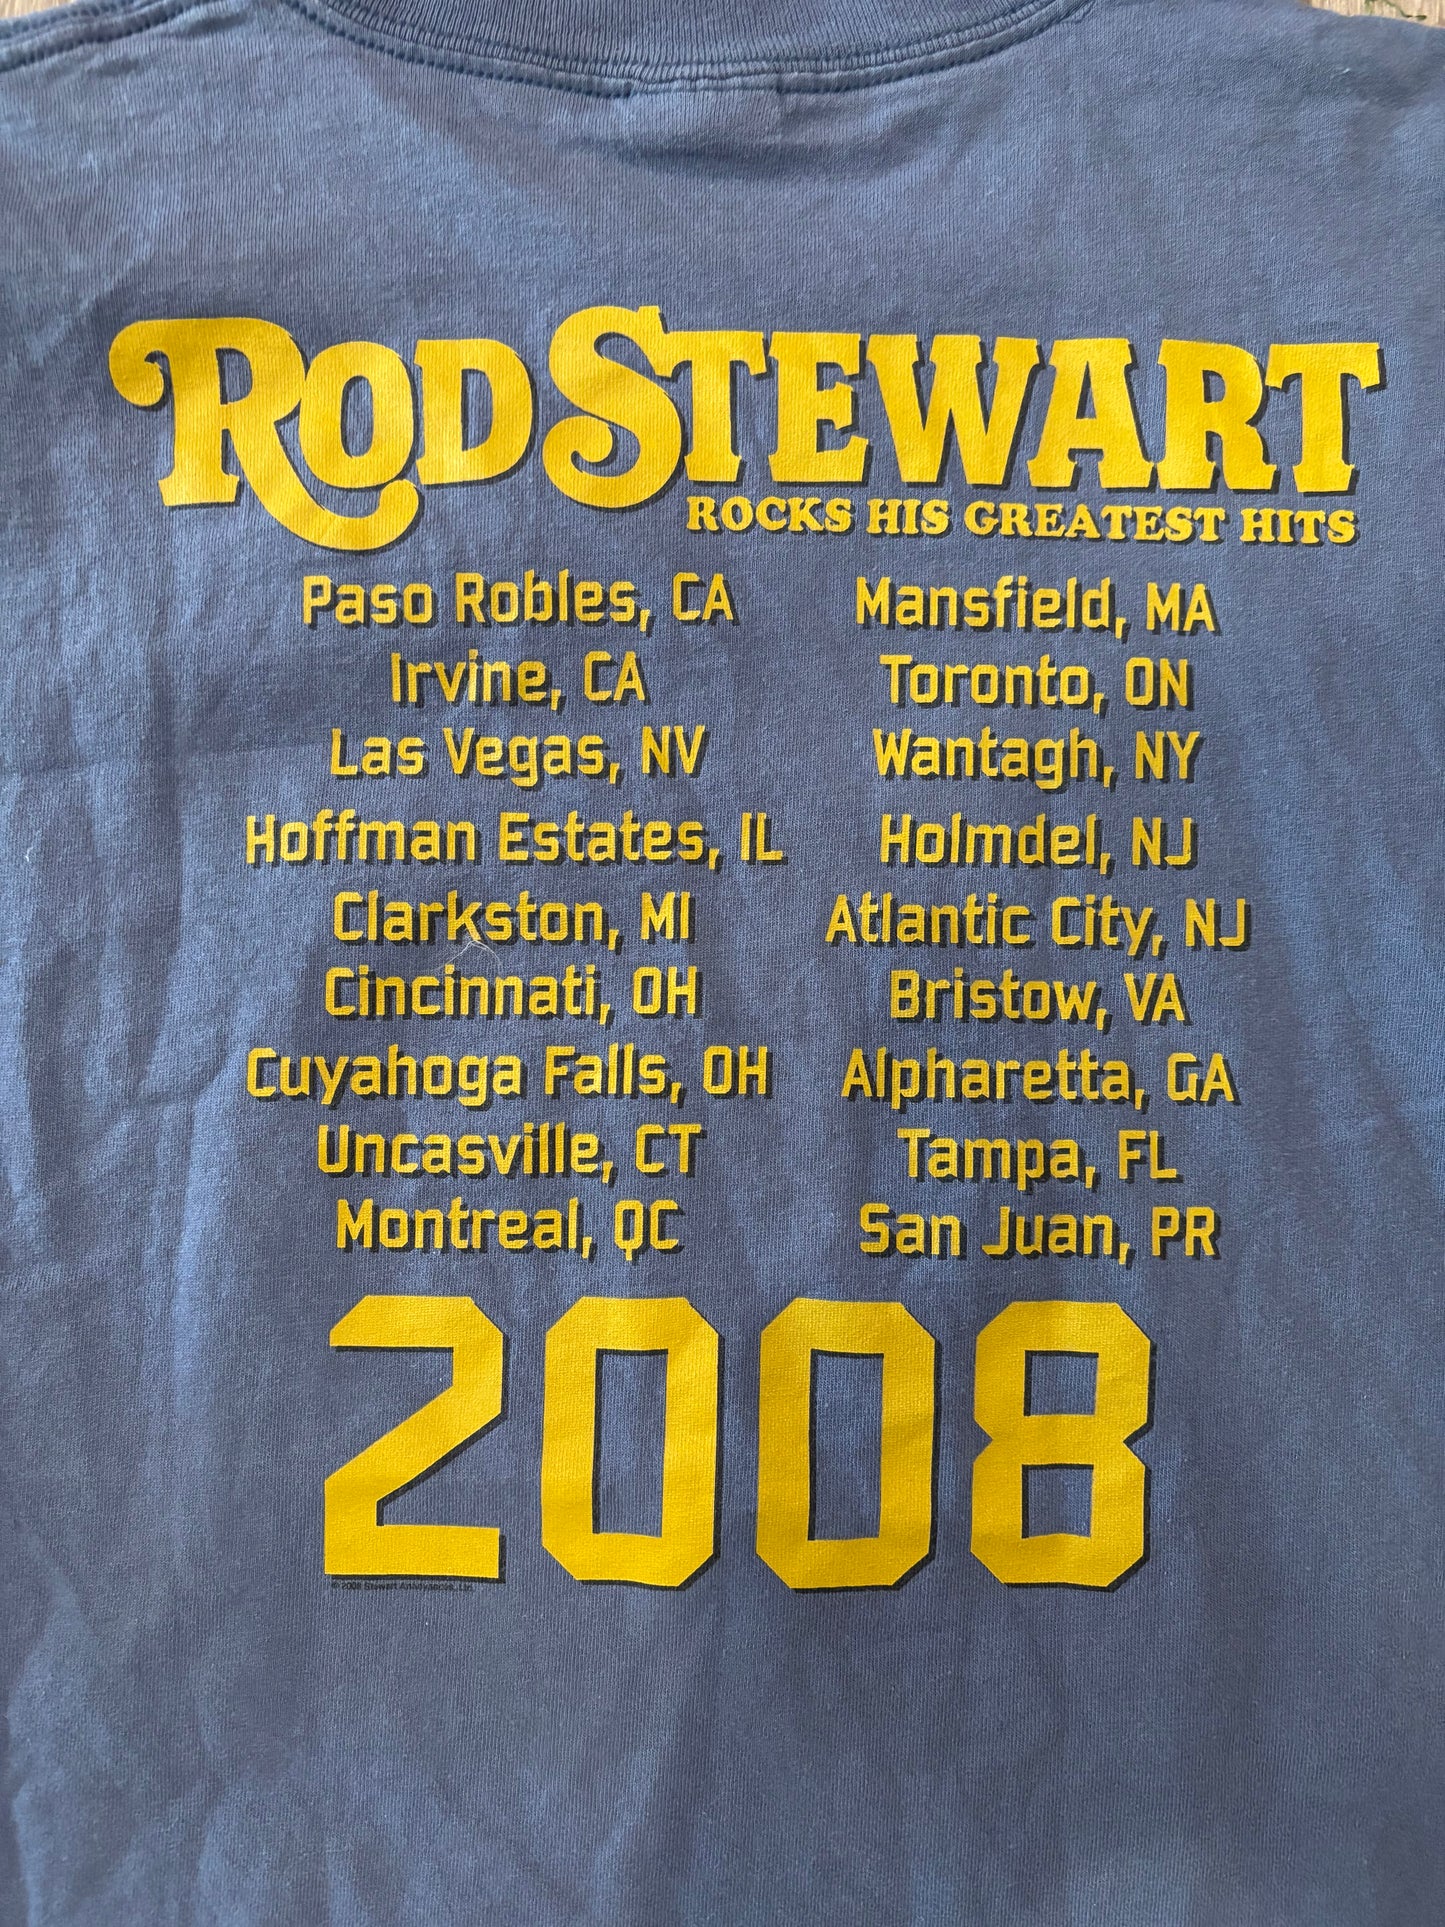 ROD STEWART
ROCKS HIS GREATEST HITS
Paso Robles, CA
Irvine, CA
Las Vegas, NV
Hoffman Estates, IL
Clarkston, MI
Cincinnati, OH
Cuyahoga Falls, OH
Uncasville, CT
Montreal, QC
Mansfield, MA
Toronto, ON
Wantagh, NY
Holmdel, NJ
Atlantic City, NJ
Bristow, VA
Alpharetta, GA
Tampa, FL
San Juan, PR
2008
© 2008 Stewart